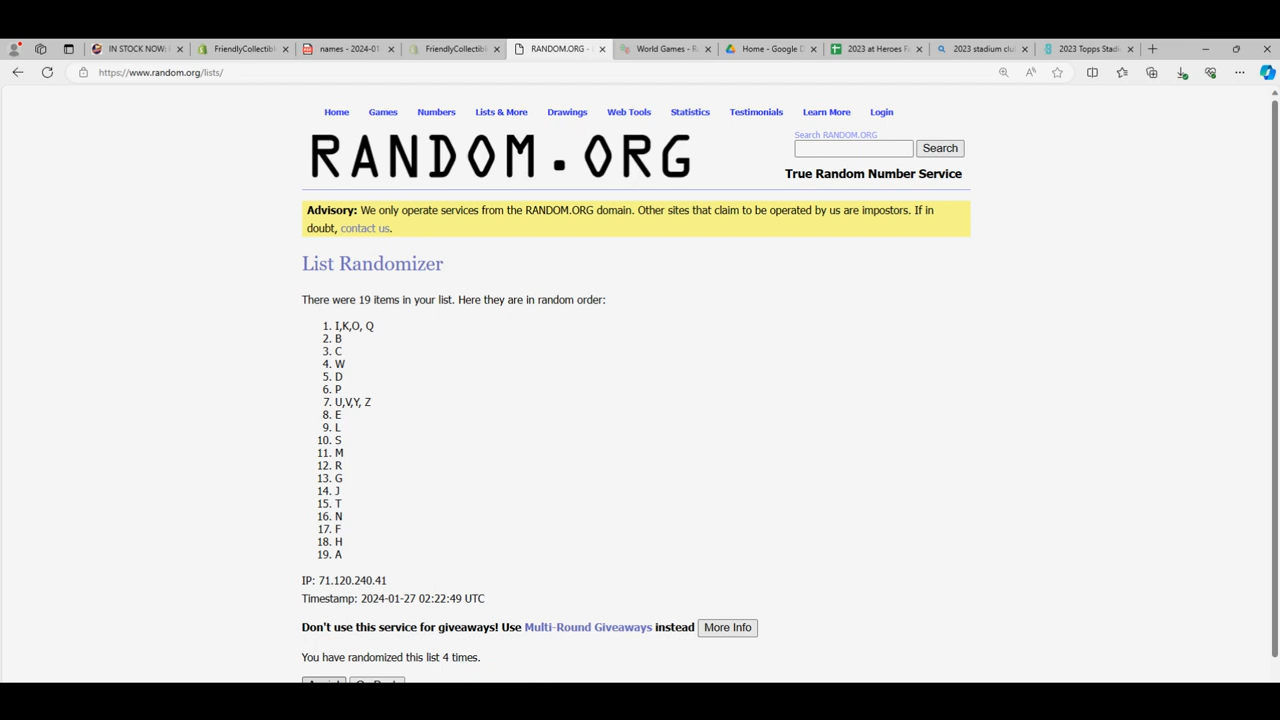 IN STOCK NOW:
FriendlyCollectibl
names - 2024-01
FriendlyCollectibl
RANDOM.ORG -
World Games - R
Home - Google D
2023 at Heroes F
2023 stadium clu
2023 Topps Stadi
https://www.random.org/lists/
Home Games Numbers Lists & More Drawings Web Tools Statistics Testimonials Learn More Login
RANDOM.ORG
Search RANDOM.ORG
Search
True Random Number Service
Advisory: We only operate services from the RANDOM.ORG domain. Other sites that claim to be operated by us are impostors. If in
doubt, contact us.
List Randomizer
There were 19 items in your list. Here they are in random order:
1. I,K,O, Q
2. B
3. C
4. W
5. D
6. P
7. U,V,Y, Z
8. E
9. L
10. S
11. M
12. R
13. G
14. J
15. T
16. N
17. F
18. H
19. A
IP: 71.120.240.41
Timestamp: 2024-01-27 02:22:49 UTC
Don't use this service for giveaways! Use Multi-Round Giveaways instead More Info
You have randomized this list 4 times.